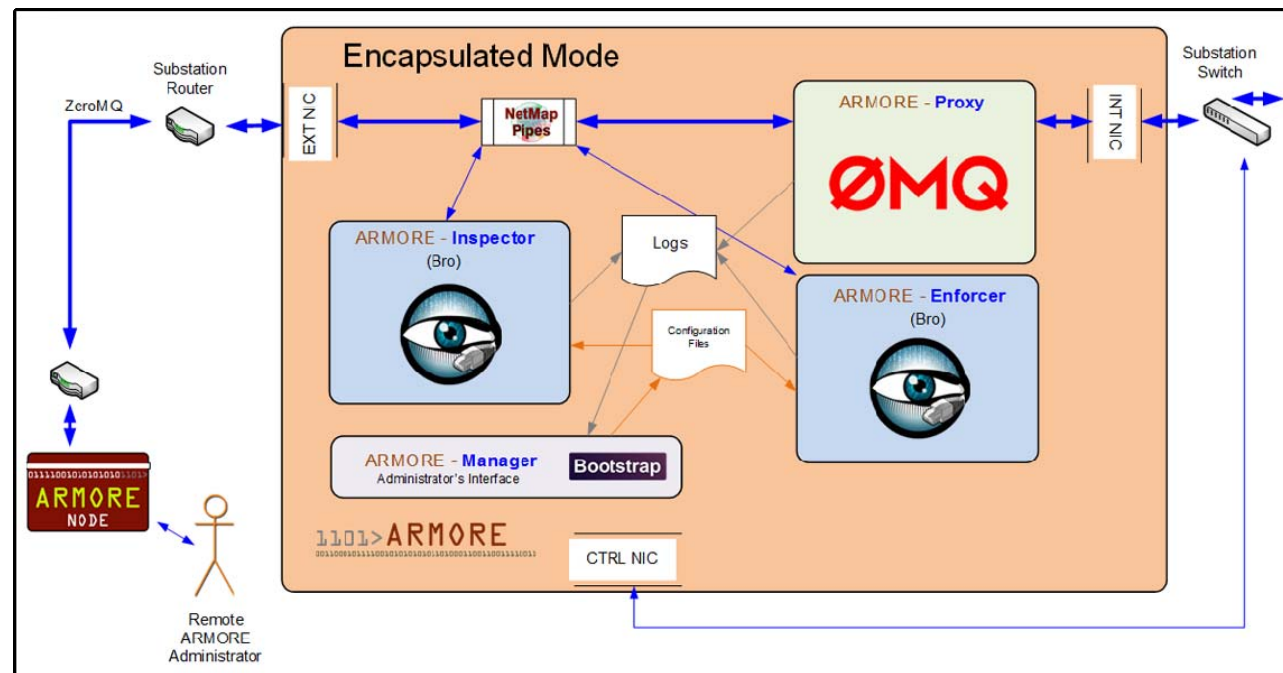 Encapsulated Mode
Substation
Router
ZeroMQ
EXT NIC
NetMap
Pipes
ARMORE - Proxy
ØMQ
INT NIC
Substation
Switch
ARMORE - Inspector
(Bro)
Logs
ARMORE - Enforcer
(Bro)
Configuration
Files
ARMORE - Manager
Administrator's Interface
Bootstrap
ARMORE
NODE
1101>ARMORE
CTRL NIC
Remote
ARMORE
Administrator